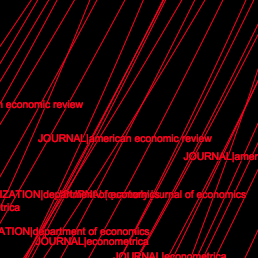 n economic review
JOURNAL|american economic review
JOURNAL|amer
IZATION|department of economics
journal of economics
trica
ATION|department of economics
JOURNAL|econometrica
JOURNAL|econometrica